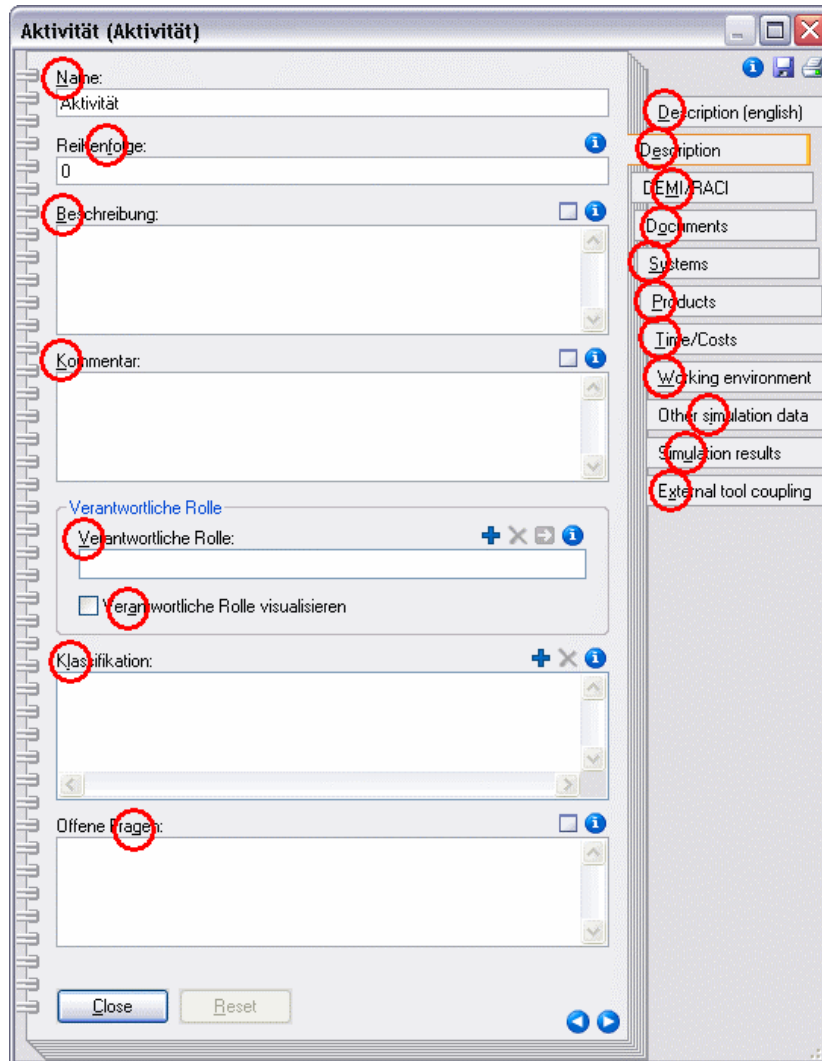 Aktivität (Aktivität)
Name:
Aktivität
Reihenfolge:
0
Beschreibung:
Kommentar:
Verantwortliche Rolle
Verantwortliche Rolle:
Verantwortliche Rolle visualisieren
Klassifikation:
Offene Fragen:
Close Reset
Description (english)
Description
DEMI/RACI
Documents
Systems
Products
Time/Costs
Working environment
Other simulation data
Simulation results
External tool coupling